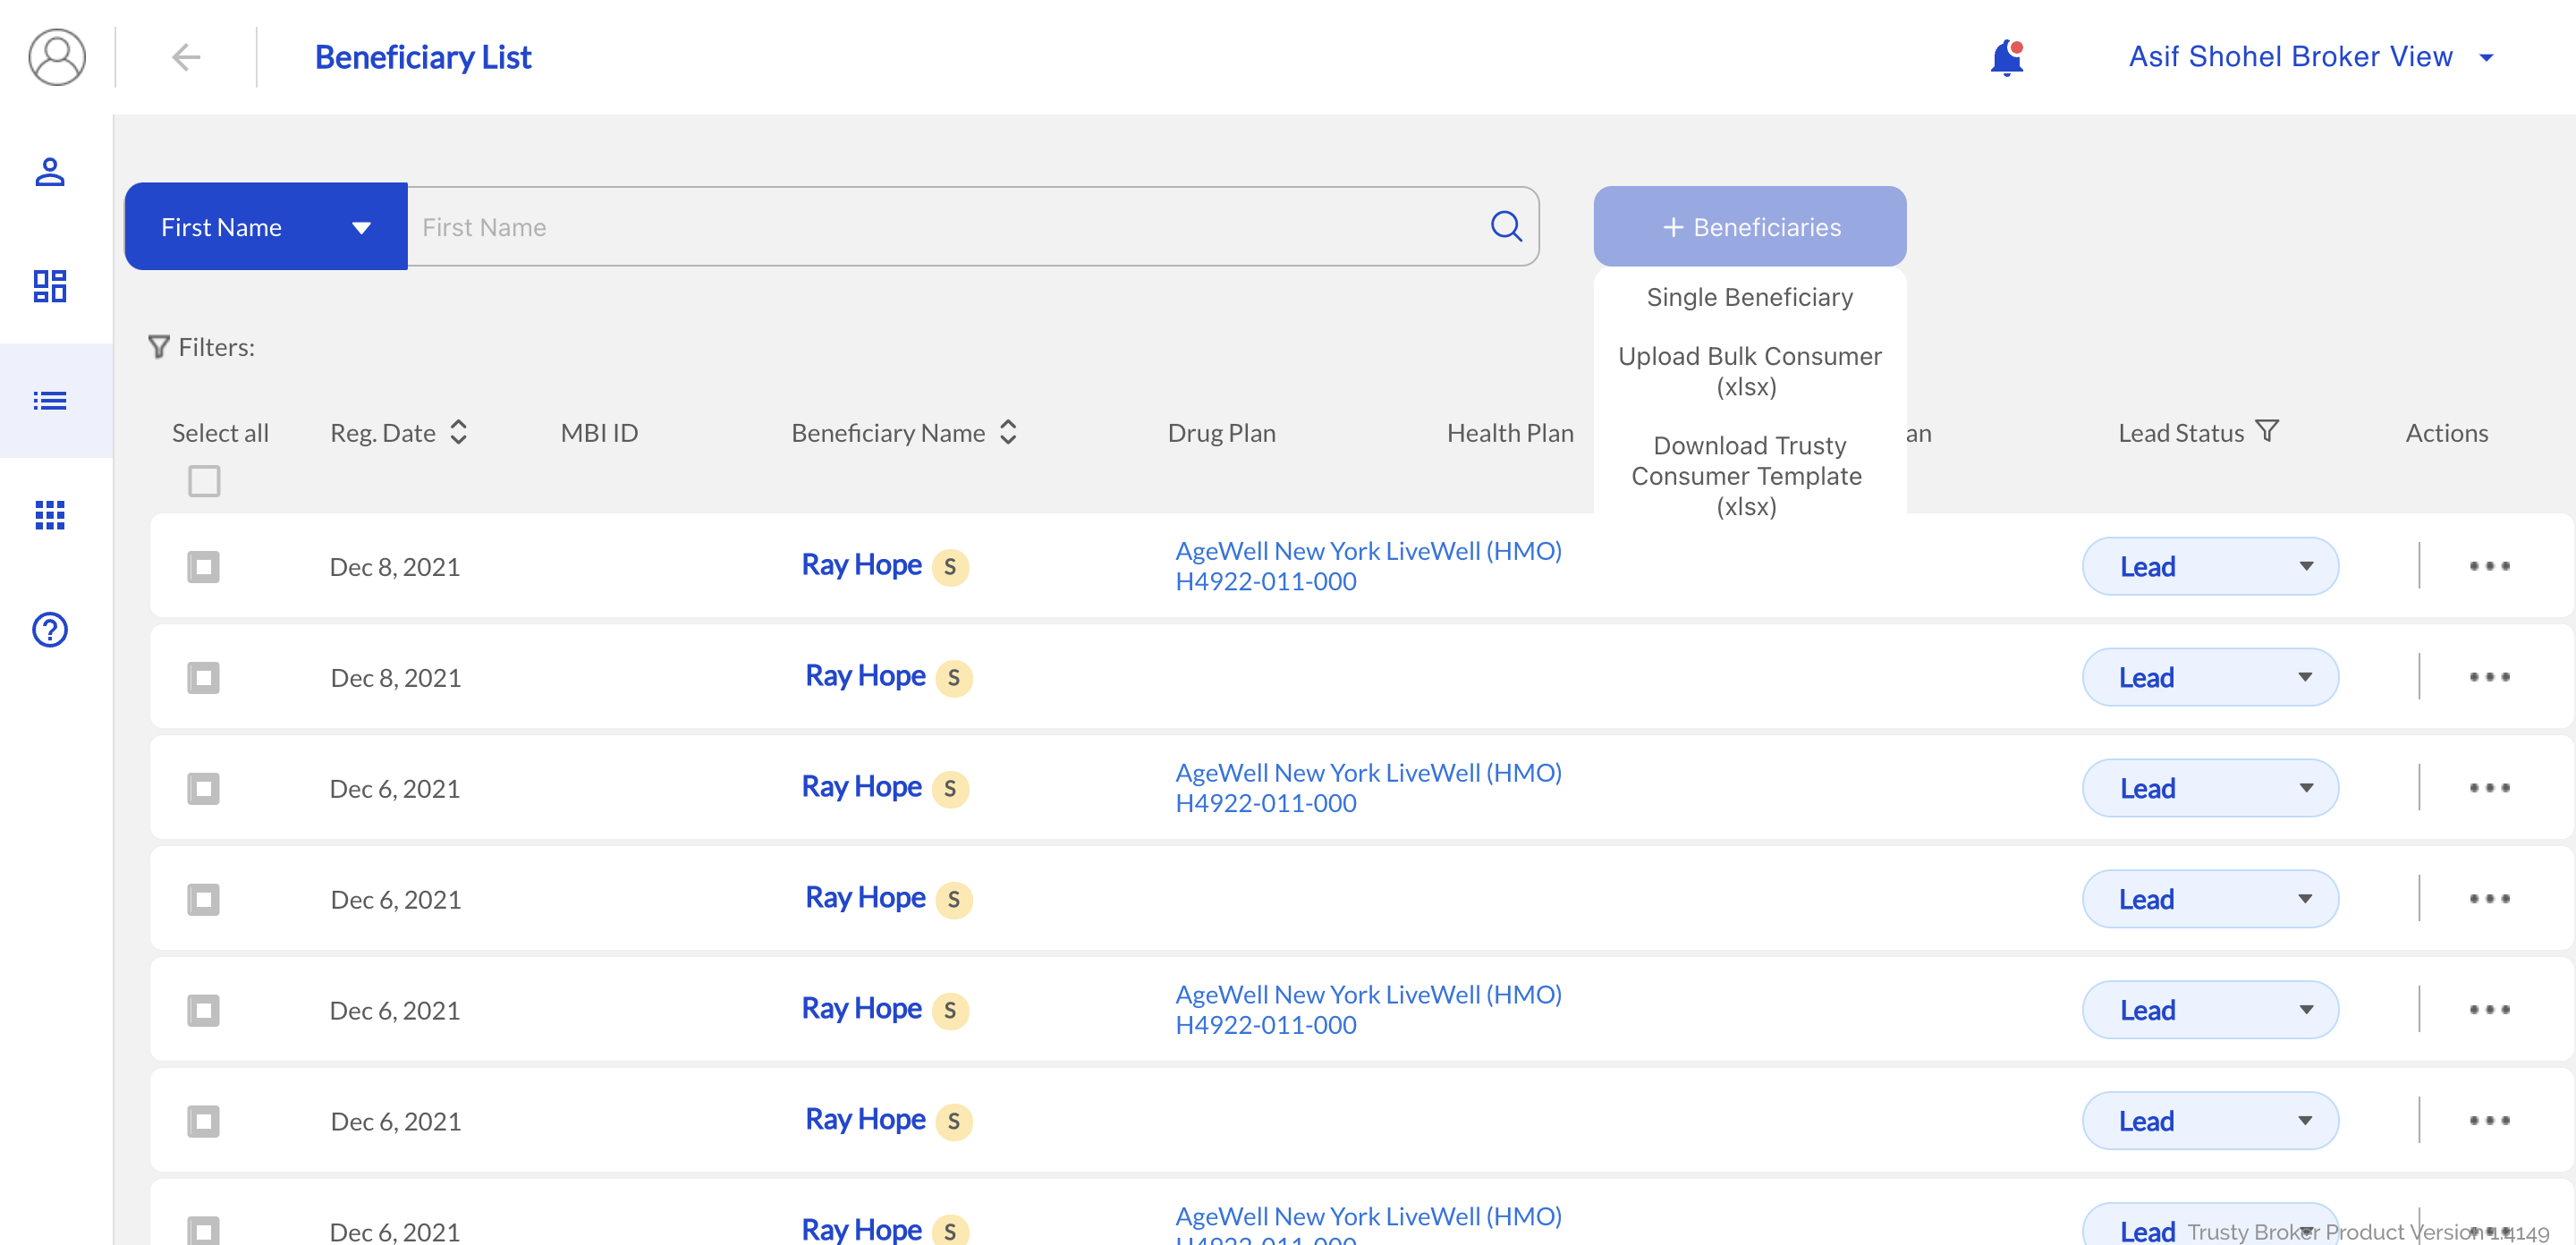 Beneficiary List
Asif Shohel Broker View
First Name
First Name
+ Beneficiaries
Single Beneficiary
Upload Bulk Consumer
(xlsx)
Download Trusty
Consumer Template
(xlsx)
Filters:
Select all Reg. Date MBI ID Beneficiary Name Drug Plan Health Plan an Lead Status Actions
Dec 8, 2021 Ray Hope S AgeWell New York LiveWell (HMO)
H4922-011-000 Lead
Dec 8, 2021 Ray Hope S Lead
Dec 6, 2021 Ray Hope S AgeWell New York LiveWell (HMO)
H4922-011-000 Lead
Dec 6, 2021 Ray Hope S Lead
Dec 6, 2021 Ray Hope S AgeWell New York LiveWell (HMO)
H4922-011-000 Lead
Dec 6, 2021 Ray Hope S Lead
Dec 6, 2021 Ray Hope S AgeWell New York LiveWell (HMO)
H4922-011-000 Lead
Trusty Broker Product Version 1.4149